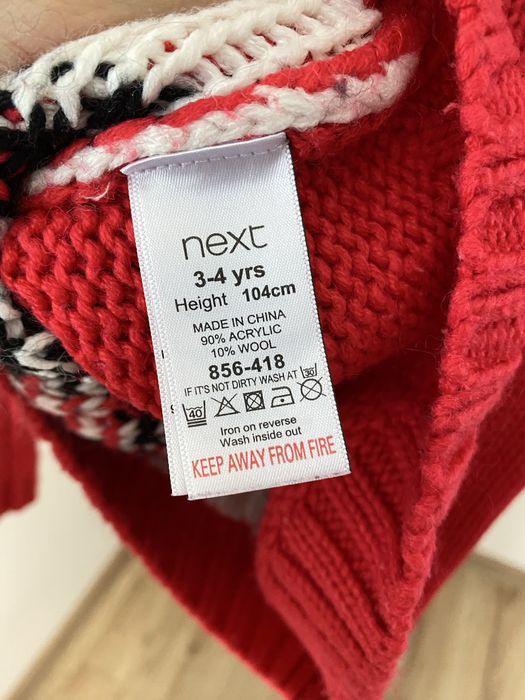 next
3-4 yrs
Height 104cm
MADE IN CHINA
90% ACRYLIC
10% WOOL
856-418
IF IT'S NOT DIRTY WASH AT 30
40
Iron on reverse
Wash inside out
KEEP AWAY FROM FIRE